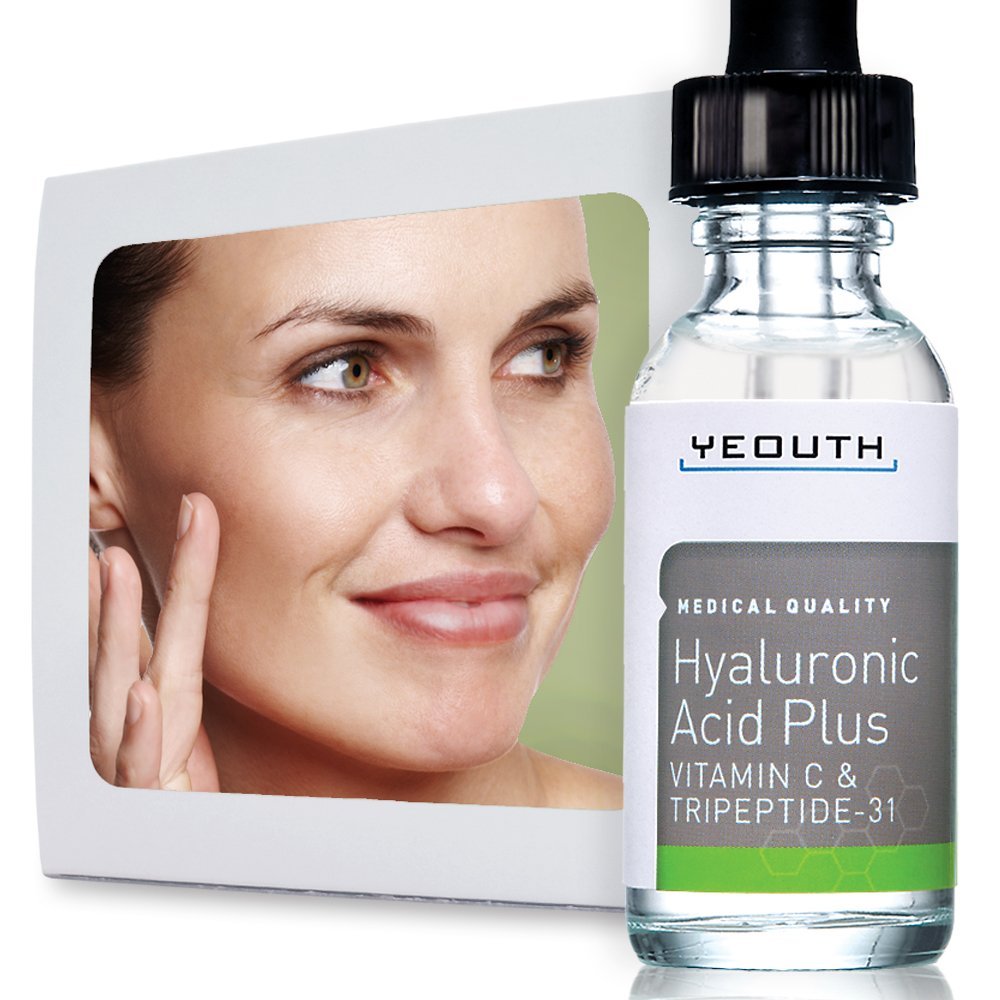 YEOUTH
MEDICAL QUALITY
Hyaluronic
Acid Plus
VITAMIN C &
TRIPEPTIDE-31